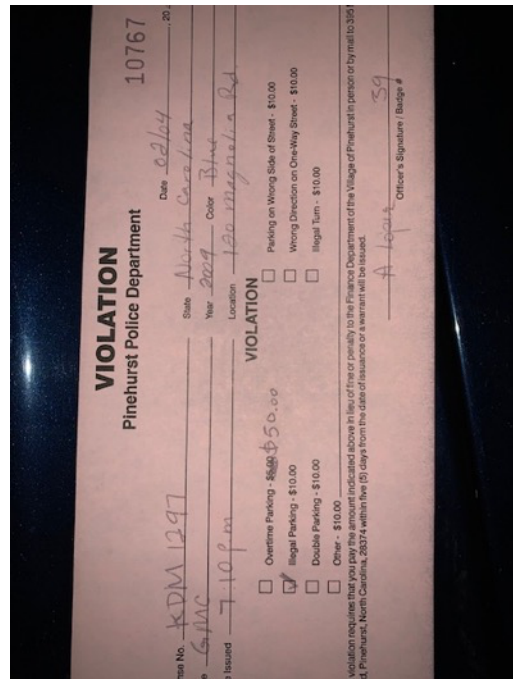 VIOLATION
Pinehurst Police Department
10767
Date 02/04 , 20
nse No. KDM 1297 State North Carolina
e GMC Year 2009 Color Blue
e Issued 7:10 pm Location 120 magnolia Rd.
VIOLATION
Overtime Parking - $5.00 $50.00 Parking on Wrong Side of Street - $10.00
Illegal Parking - $10.00 Wrong Direction on One-Way Street - $10.00
Double Parking - $10.00 Illegal Turn - $10.00
Other - $10.00
violation requires that you pay the amount indicated above in lieu of fine or penalty to the Finance Department of the Village of Pinehurst in person or by mail to 395
d, Pinehurst, North Carolina, 28374 within five (5) days from the date of issuance or a warrant will be issued.
39
Officer's Signature / Badge #